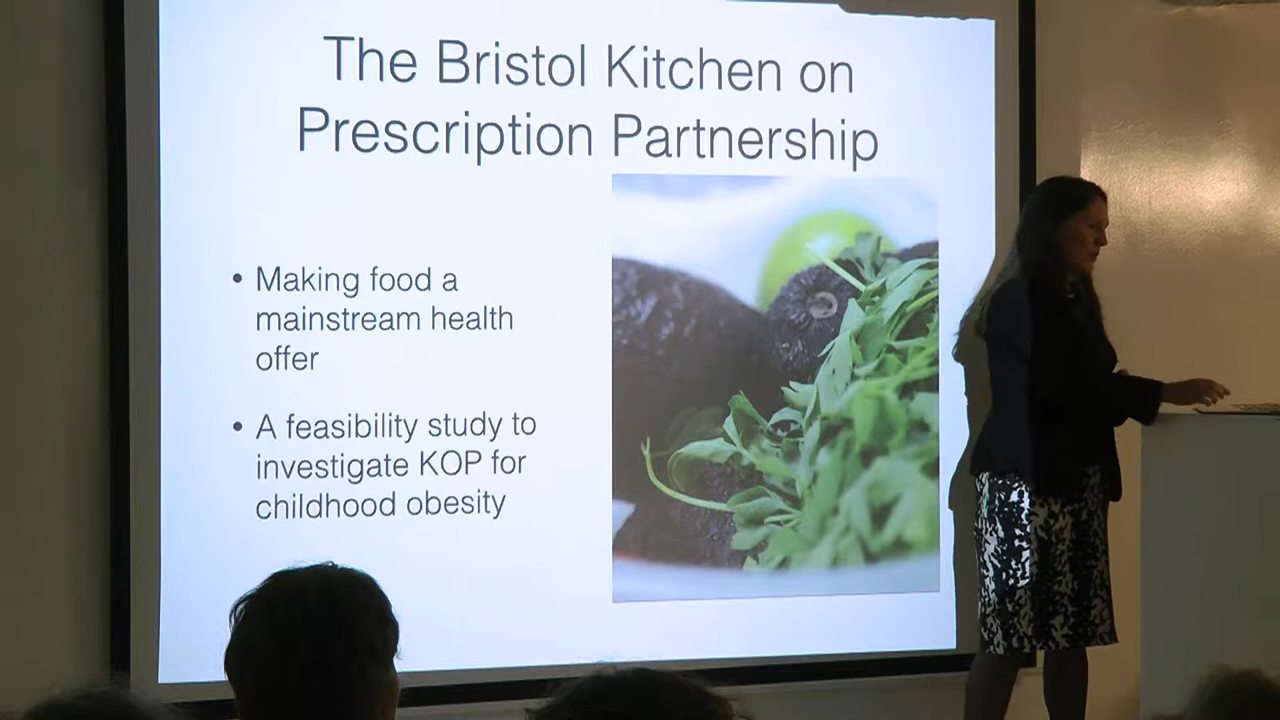 The Bristol Kitchen on
Prescription Partnership
• Making food a
mainstream health
offer
• A feasibility study to
investigate KOP for
childhood obesity